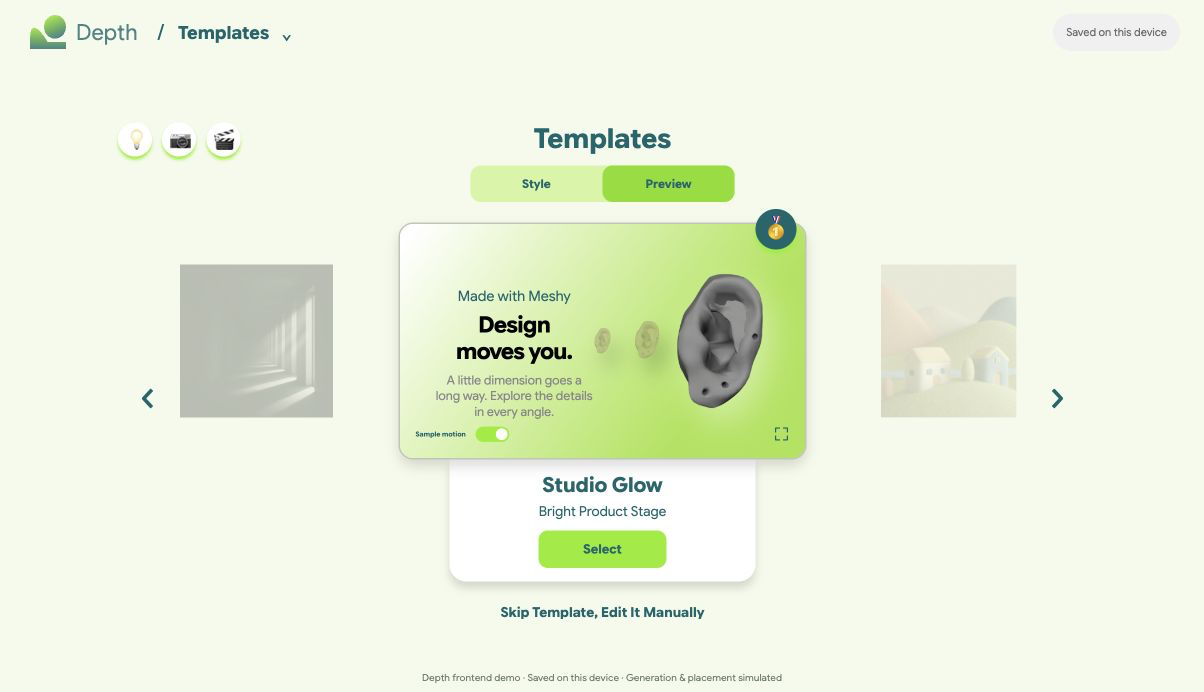 Depth / Templates
Saved on this device
Templates
Style Preview
1
Made with Meshy
Design
moves you.
A little dimension goes a
long way. Explore the details
in every angle.
Sample motion
Studio Glow
Bright Product Stage
Select
Skip Template, Edit It Manually
Depth frontend demo · Saved on this device · Generation & placement simulated